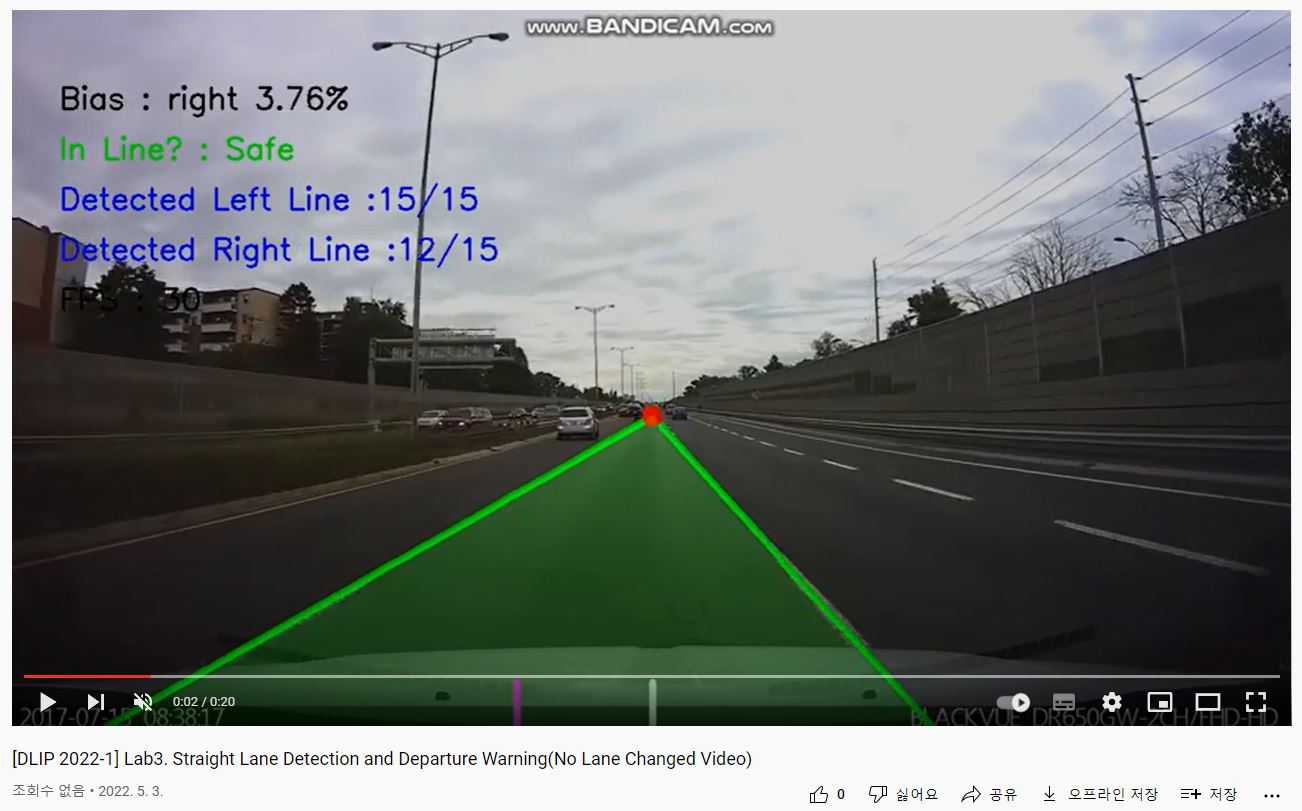 www.BANDICAM.com
Bias : right 3.76%
In Line? : Safe
Detected Left Line :15/15
Detected Right Line :12/15
FPS : 30
0:02 / 0:20
2017-07-15 08:38:17
BLACKVUE DR650GW-2CH/FHD-HD
[DLIP 2022-1] Lab3. Straight Lane Detection and Departure Warning(No Lane Changed Video)
조회수 없음 • 2022. 5. 3.
0 싫어요 공유 오프라인 저장 저장